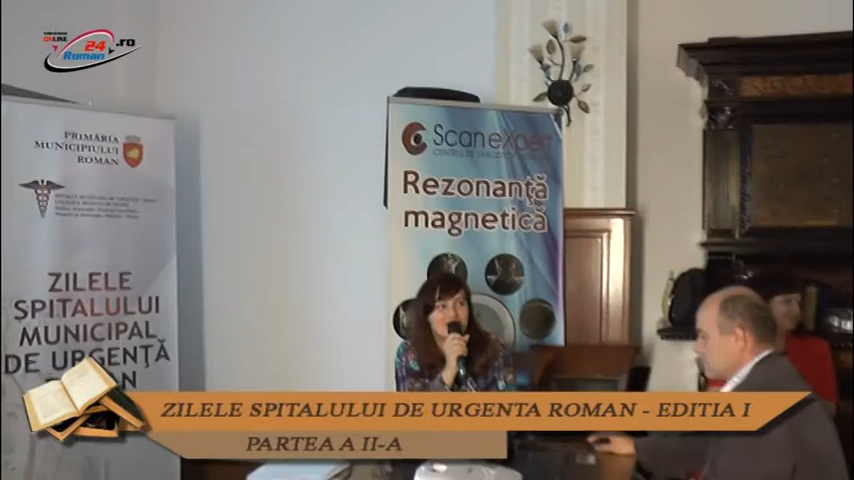 ONLINE
24
.ro
Roman
PRIMĂRIA
MUNICIPIULUI
ROMAN
ZILELE
SPITALULUI
MUNICIPAL
DE URGENȚĂ
ScaneXpert
Rezonanță
magnetică
ZILELE SPITALULUI DE URGENTA ROMAN - EDITIA I
PARTEA A II-A